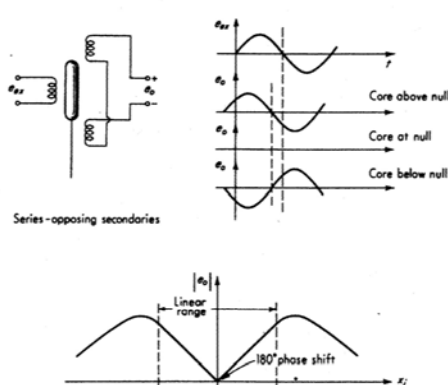 e_ex
e_o
+
−
Series-opposing secondaries
e_ex
t
e_o
Core above null
e_o
Core at null
e_o
Core below null
|e_o|
Linear
range
180° phase shift
x_i